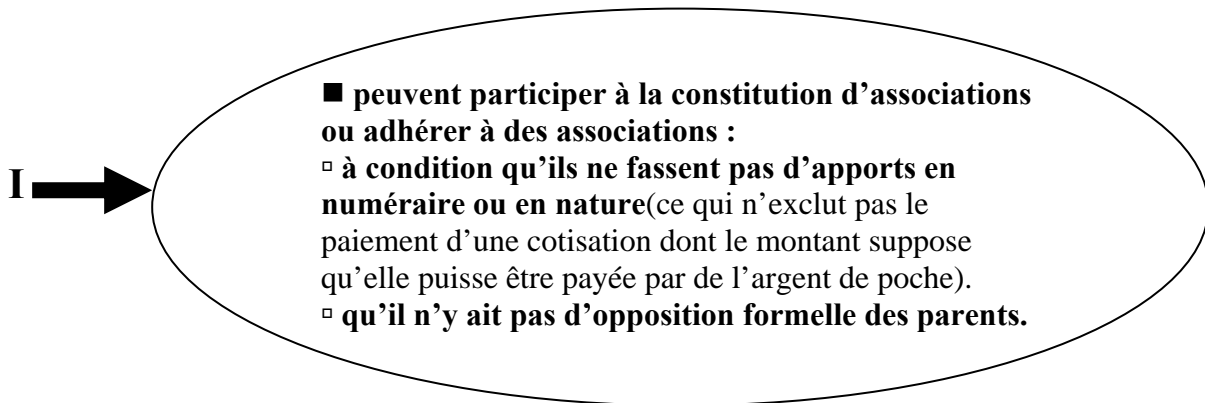 ■ peuvent participer à la constitution d’associations
ou adhérer à des associations :
▫ à condition qu’ils ne fassent pas d’apports en
I
numéraire ou en nature(ce qui n’exclut pas le
paiement d’une cotisation dont le montant suppose
qu’elle puisse être payée par de l’argent de poche).
▫ qu’il n’y ait pas d’opposition formelle des parents.